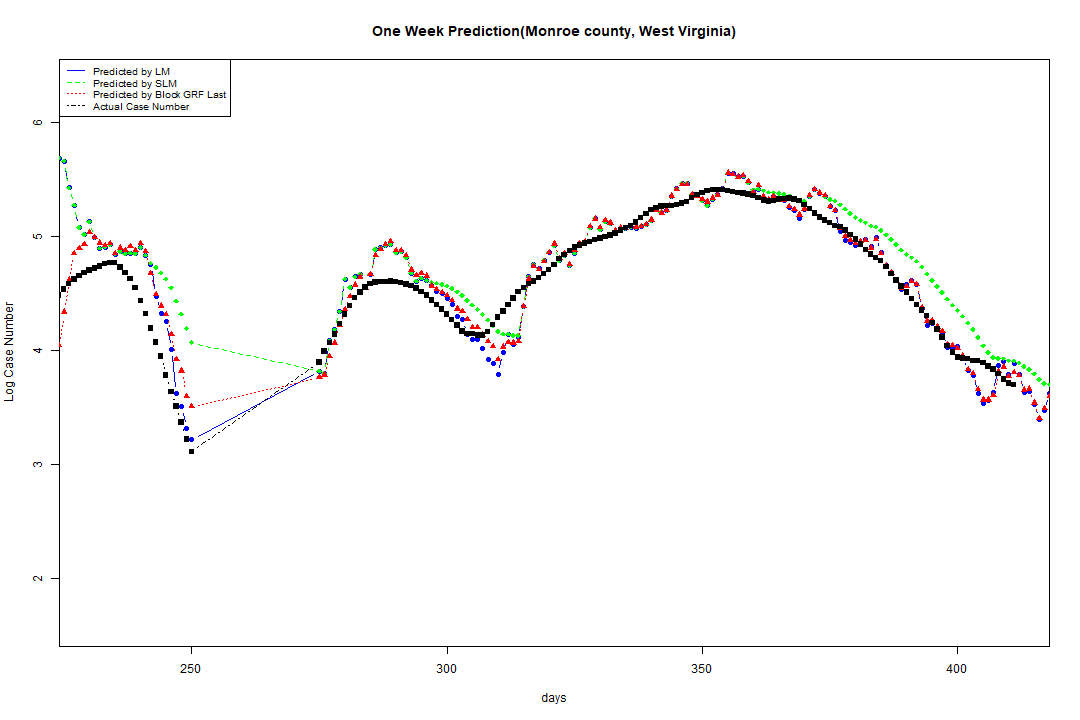 One Week Prediction(Monroe county, West Virginia)
Predicted by LM
Predicted by SLM
Predicted by Block GRF Last
Actual Case Number
6
5
4
3
2
Log Case Number
250
300
350
400
days